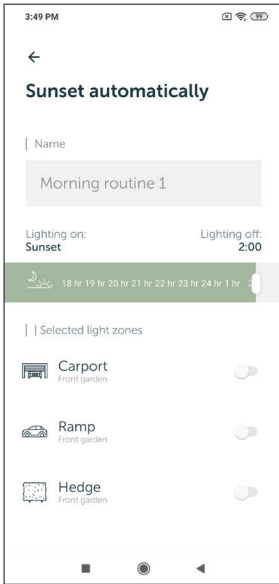 3:49 PM 99
Sunset automatically
Name
Morning routine 1
Lighting on: Lighting off:
Sunset 2:00
18 hr 19 hr 20 hr 21 hr 22 hr 23 hr 24 hr 1 hr
Selected light zones
Carport
Front garden
Ramp
Front garden
Hedge
Front garden